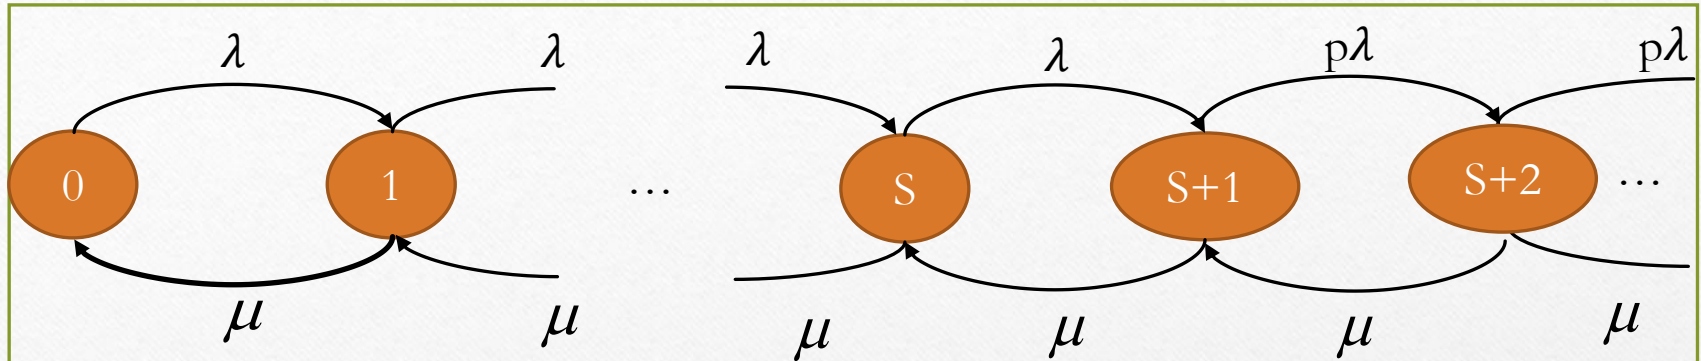 λ λ λ λ pλ pλ
0 1 ... S S+1 S+2 ...
μ μ μ μ μ μ